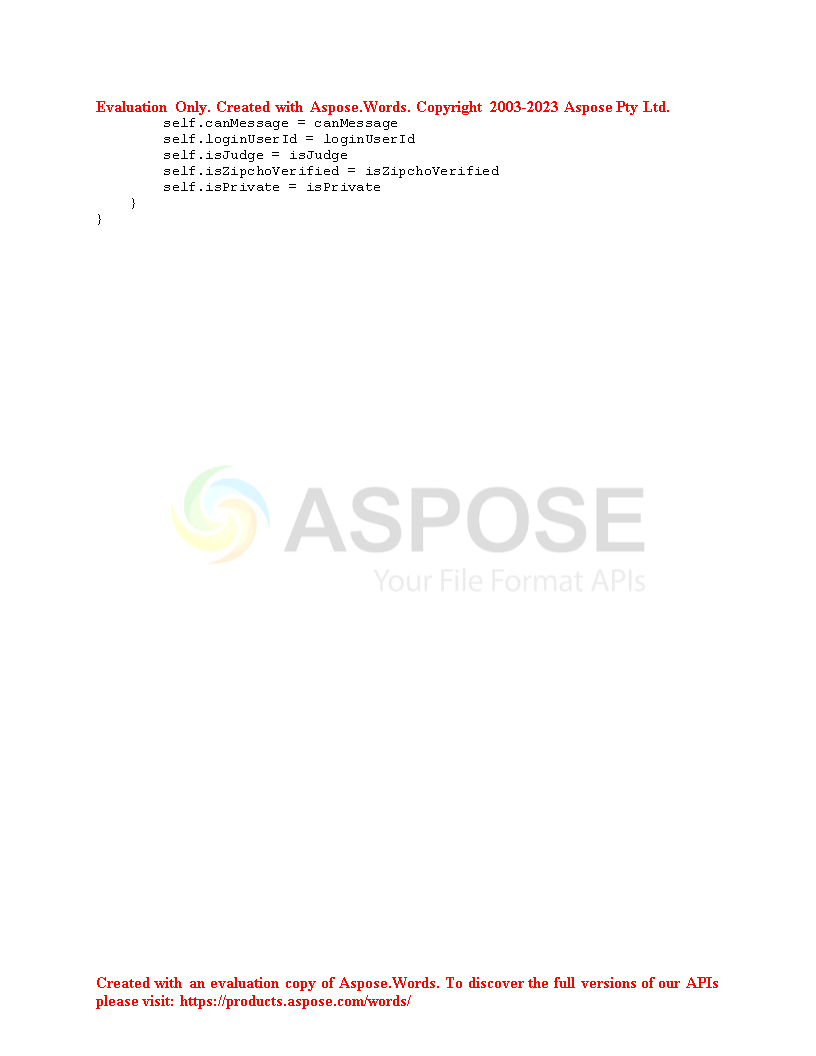 Evaluation Only. Created with Aspose.Words. Copyright 2003-2023 Aspose Pty Ltd.
        self.canMessage = canMessage
        self.loginUserId = loginUserId
        self.isJudge = isJudge
        self.isZipchoVerified = isZipchoVerified
        self.isPrivate = isPrivate
    }
}
ASPOSE
Your File Format APIs
Created with an evaluation copy of Aspose.Words. To discover the full versions of our APIs
please visit: https://products.aspose.com/words/